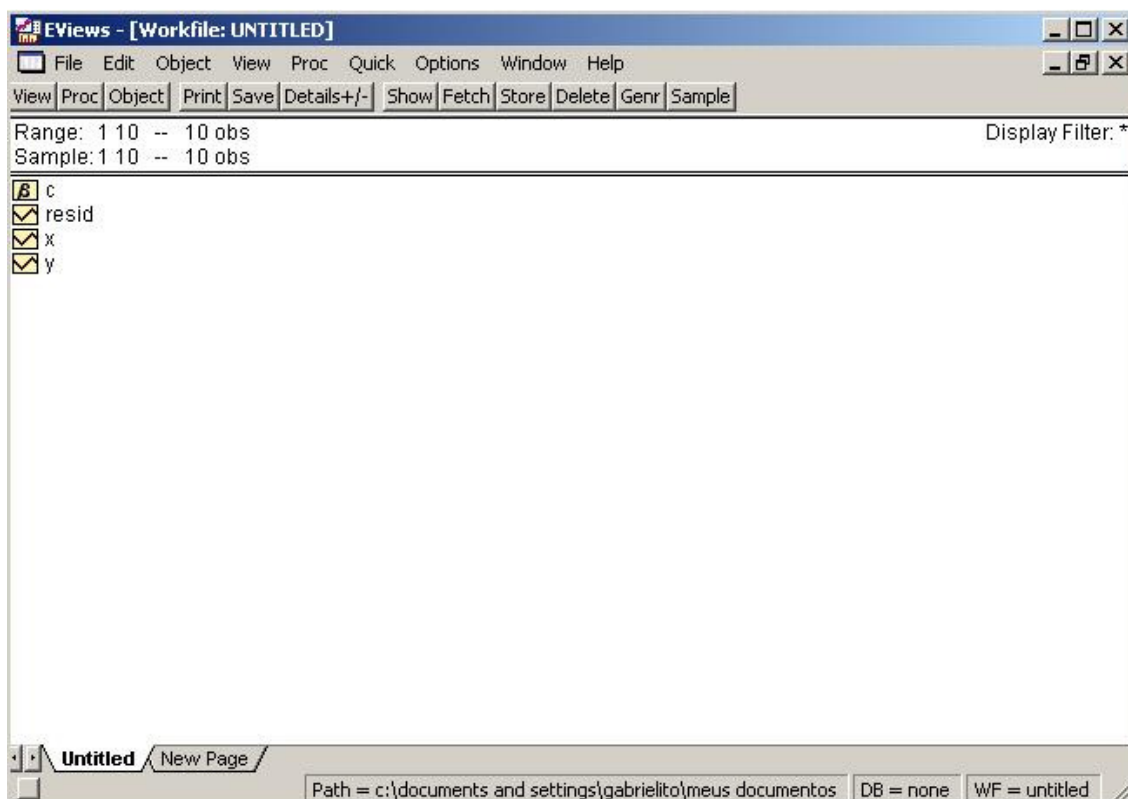 EViews - [Workfile: UNTITLED]
File Edit Object View Proc Quick Options Window Help
View Proc Object Print Save Details+/- Show Fetch Store Delete Genr Sample
Range: 1 10 -- 10 obs Display Filter: *
Sample: 1 10 -- 10 obs
β c
resid
x
y
Untitled New Page
Path = c:\documents and settings\gabrielito\meus documentos DB = none WF = untitled